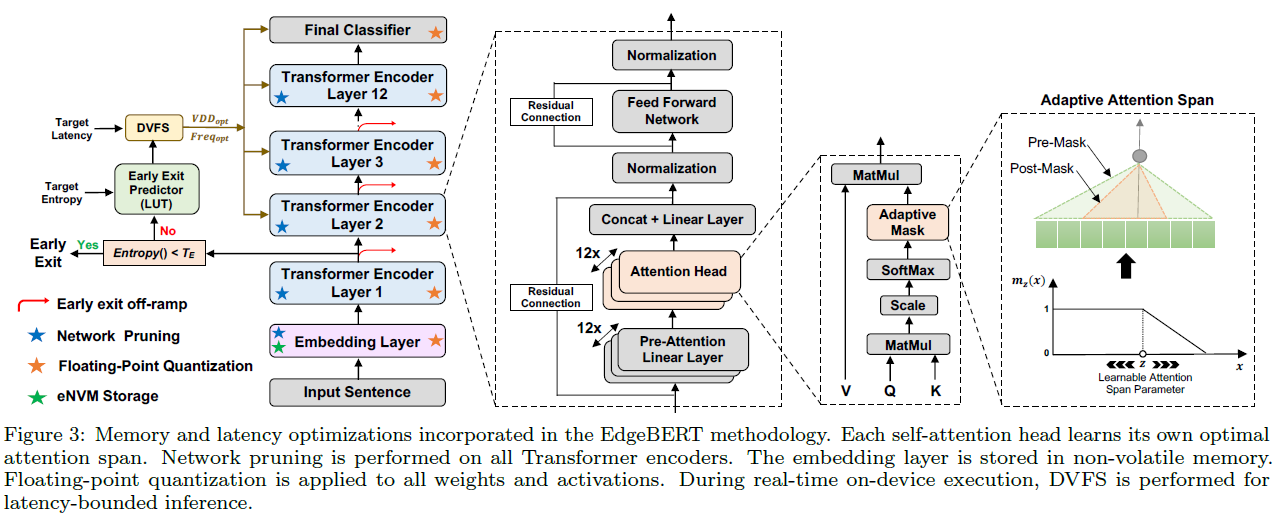 Final Classifier
Transformer Encoder
Layer 12
Transformer Encoder
Layer 3
Transformer Encoder
Layer 2
Transformer Encoder
Layer 1
Embedding Layer
Input Sentence
Target
Latency
DVFS
VDDopt
Freqopt
Target
Entropy
Early Exit
Predictor
(LUT)
No
Yes
Early
Exit
Entropy() < TE
Early exit off-ramp
Network Pruning
Floating-Point Quantization
eNVM Storage
Normalization
Residual
Connection
Feed Forward
Network
Normalization
Concat + Linear Layer
12x
Attention Head
Residual
Connection
12x
Pre-Attention
Linear Layer
MatMul
Adaptive
Mask
SoftMax
Scale
MatMul
V
Q
K
Adaptive Attention Span
Pre-Mask
Post-Mask
mz(x)
1
0
z
x
Learnable Attention
Span Parameter
Figure 3: Memory and latency optimizations incorporated in the EdgeBERT methodology. Each self-attention head learns its own optimal
attention span. Network pruning is performed on all Transformer encoders. The embedding layer is stored in non-volatile memory.
Floating-point quantization is applied to all weights and activations. During real-time on-device execution, DVFS is performed for
latency-bounded inference.